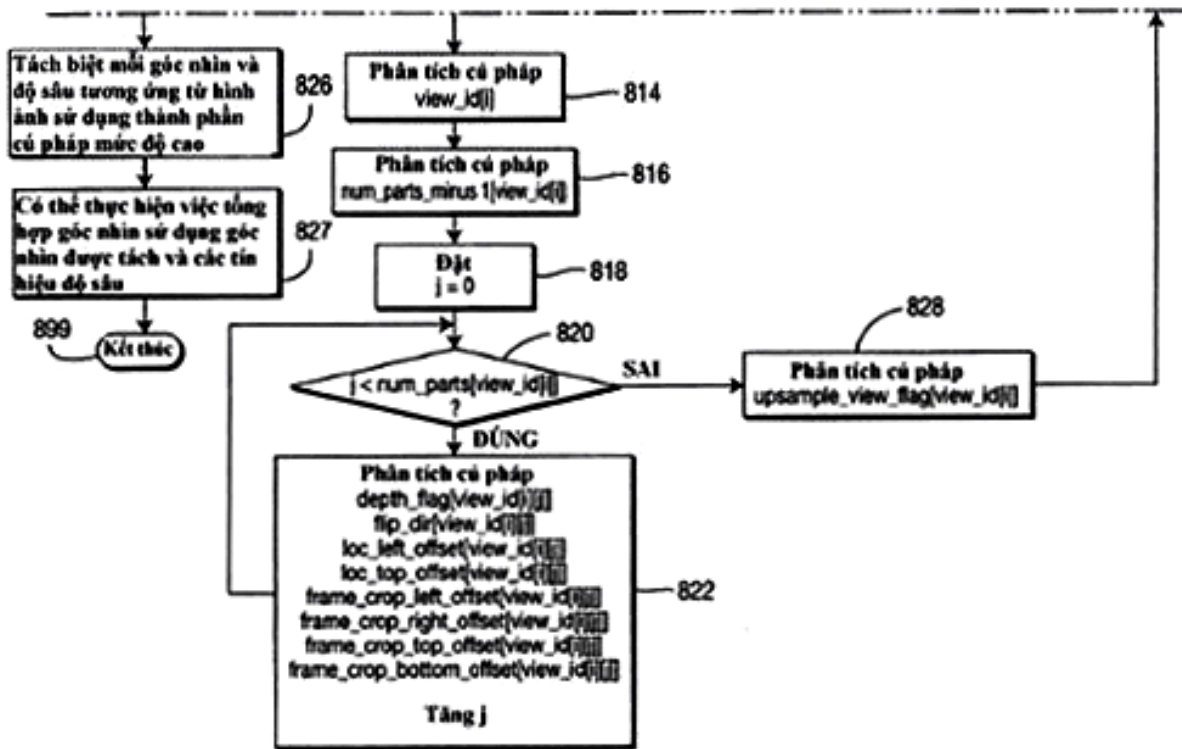 Tách biệt mỗi góc nhìn và
độ sâu tương ứng từ hình
ảnh sử dụng thành phần
cú pháp mức độ cao
826
Có thể thực hiện việc tổng
hợp góc nhìn sử dụng góc
nhìn được tách và các tín
hiệu độ sâu
827
899
Kết thúc
Phân tích cú pháp
view_id[i]
814
Phân tích cú pháp
num_parts_minus 1[view_id[i]]
816
Đặt
j = 0
818
820
j < num_parts[view_id[i]]
?
SAI
ĐÚNG
828
Phân tích cú pháp
upsample_view_flag[view_id[i]]
Phân tích cú pháp
depth_flag[view_id[i]][j]
flip_dir[view_id[i]][j]
loc_left_offset[view_id[i]][j]
loc_top_offset[view_id[i]][j]
frame_crop_left_offset[view_id[i]][j]
frame_crop_right_offset[view_id[i]][j]
frame_crop_top_offset[view_id[i]][j]
frame_crop_bottom_offset[view_id[i]][j]
Tăng j
822